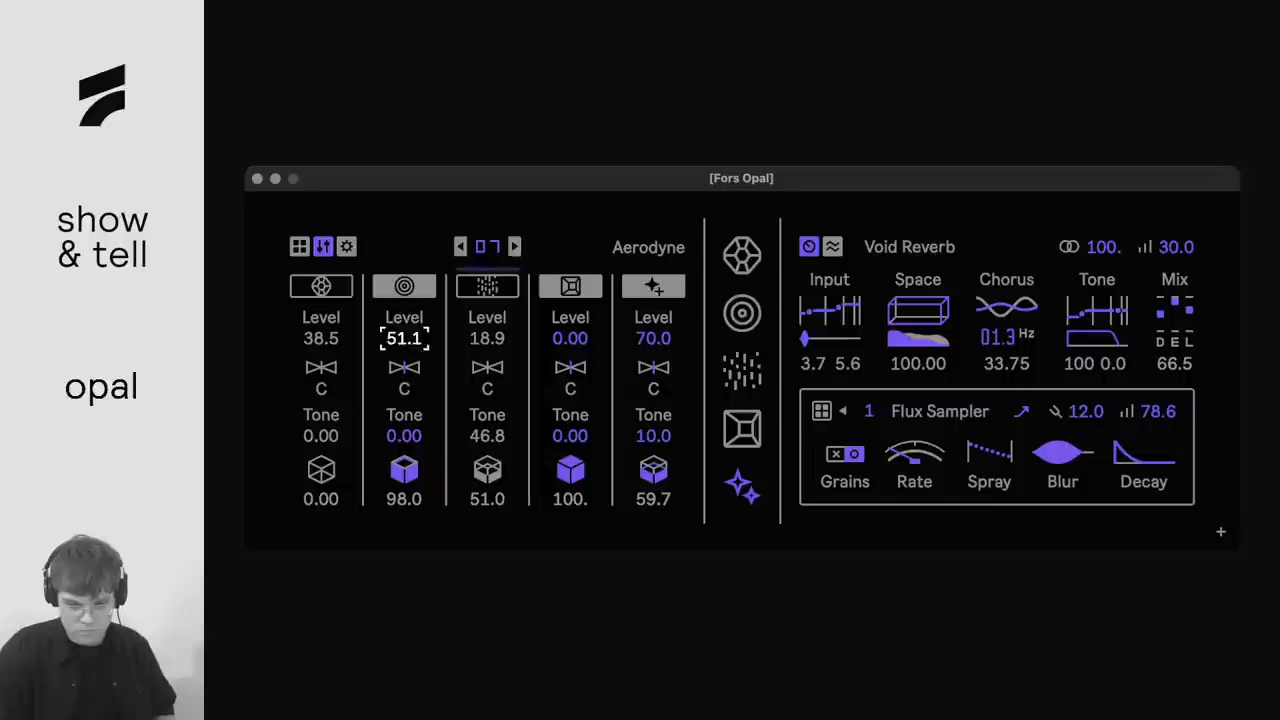 show
& tell
opal
[Fors Opal]
07
Aerodyne
Level Level Level Level Level
38.5 51.1 18.9 0.00 70.0
C C C C C
Tone Tone Tone Tone Tone
0.00 0.00 46.8 0.00 10.0
0.00 98.0 51.0 100. 59.7
Void Reverb 100. 30.0
Input Space Chorus Tone Mix
01.3 Hz
D E L
3.7 5.6 100.00 33.75 100 0.0 66.5
1 Flux Sampler 12.0 78.6
Grains Rate Spray Blur Decay